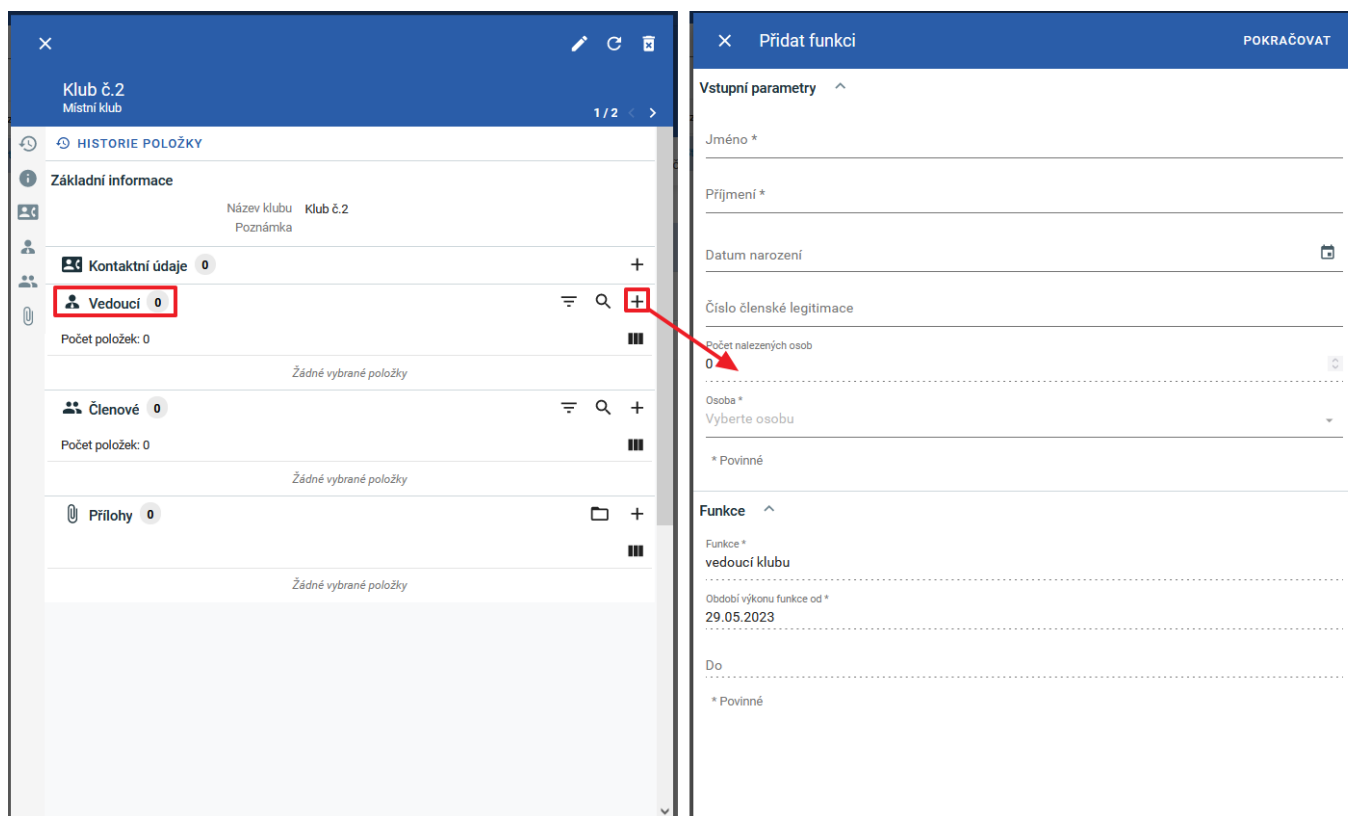 Klub č.2
Místní klub
1 / 2
HISTORIE POLOŽKY
Základní informace
Název klubu Klub č.2
Poznámka
Kontaktní údaje 0
Vedoucí 0
Počet položek: 0
Žádné vybrané položky
Členové 0
Počet položek: 0
Žádné vybrané položky
Přílohy 0
Žádné vybrané položky
Přidat funkci
POKRAČOVAT
Vstupní parametry
Jméno *
Příjmení *
Datum narození
Číslo členské legitimace
Počet nalezených osob
0
Osoba *
Vyberte osobu
* Povinné
Funkce
Funkce *
vedoucí klubu
Období výkonu funkce od *
29.05.2023
Do
* Povinné